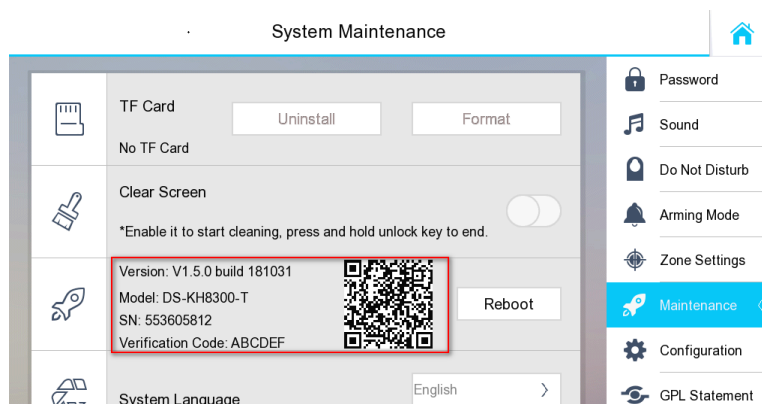 System Maintenance
TF Card
Uninstall
Format
No TF Card
Clear Screen
*Enable it to start cleaning, press and hold unlock key to end.
Version: V1.5.0 build 181031
Model: DS-KH8300-T
SN: 553605812
Verification Code: ABCDEF
Reboot
System Language
English
Password
Sound
Do Not Disturb
Arming Mode
Zone Settings
Maintenance
Configuration
GPL Statement